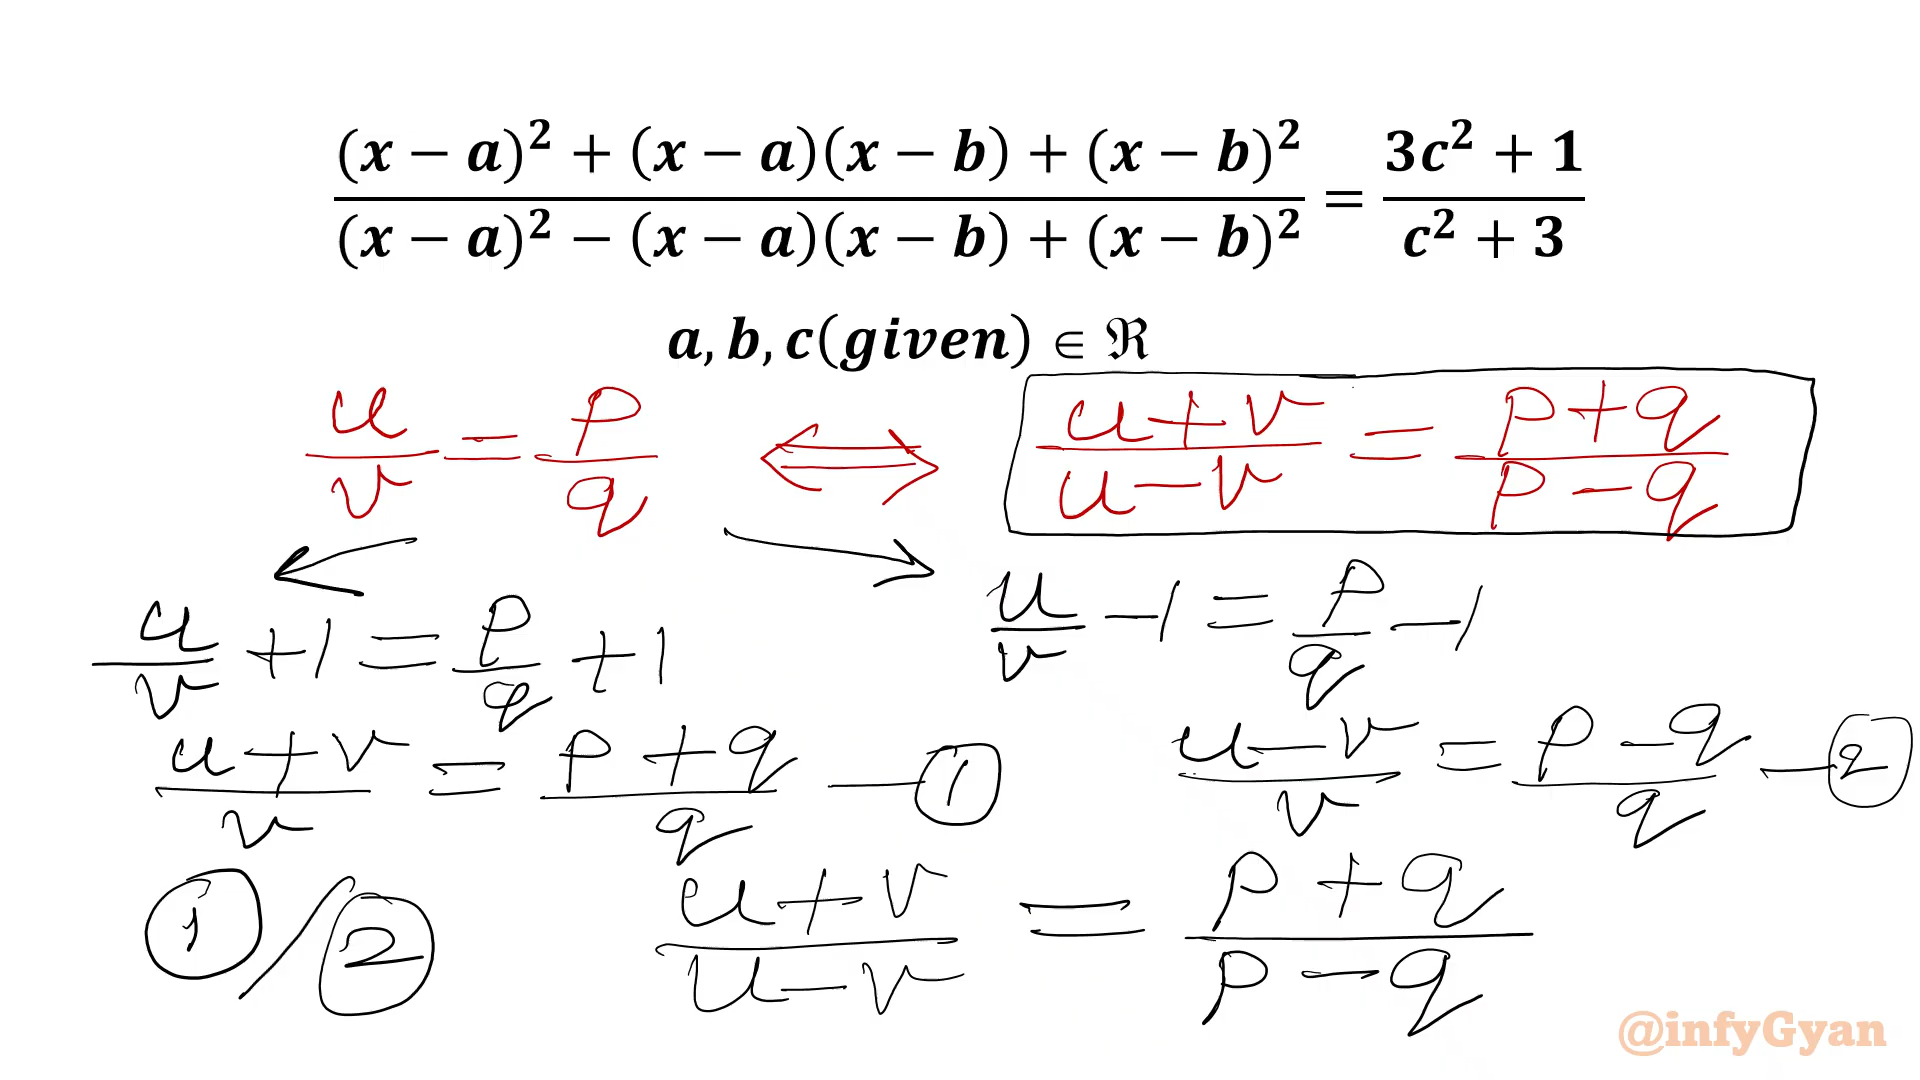 (x − a)² + (x − a)(x − b) + (x − b)² / (x − a)² − (x − a)(x − b) + (x − b)² = 3c² + 1 / c² + 3
a, b, c(given) ∈ ℜ
u/v = p/q ⟺ (u + v)/(u − v) = (p + q)/(p − q)
u/v + 1 = p/q + 1
u/v − 1 = p/q − 1
(u + v)/v = (p + q)/q — ①
(u − v)/v = (p − q)/q — ②
①/② (u + v)/(u − v) = (p + q)/(p − q)
@infyGyan